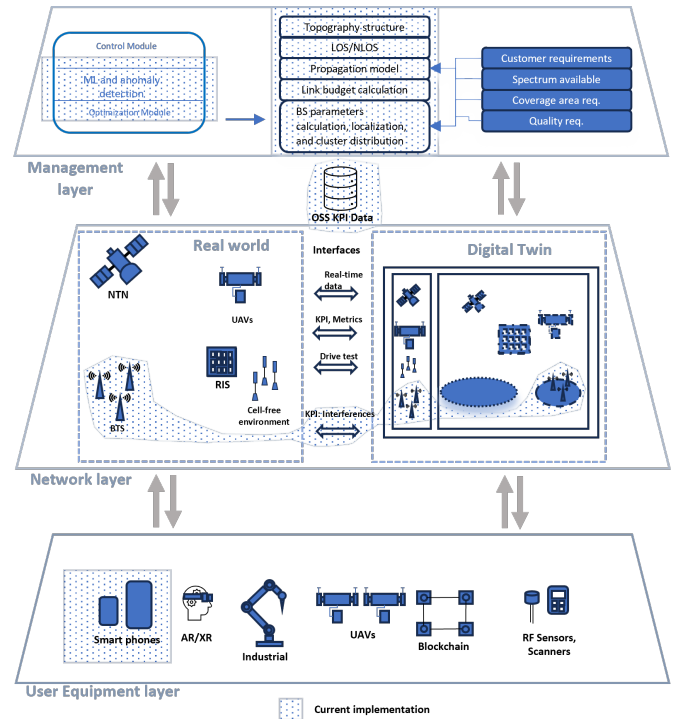 Control Module
ML and anomaly
detection
Optimization Module
Topography structure
LOS/NLOS
Propagation model
Link budget calculation
BS parameters
calculation, localization,
and cluster distribution
Customer requirements
Spectrum available
Coverage area req.
Quality req.
Management
layer
OSS KPI Data
Real world
Interfaces
Digital Twin
NTN
UAVs
Real-time
data
KPI, Metrics
RIS
Drive test
Cell-free
environment
BTS
KPI: Interferences
Network layer
Smart phones
AR/XR
Industrial
UAVs
Blockchain
RF Sensors,
Scanners
User Equipment layer
Current implementation